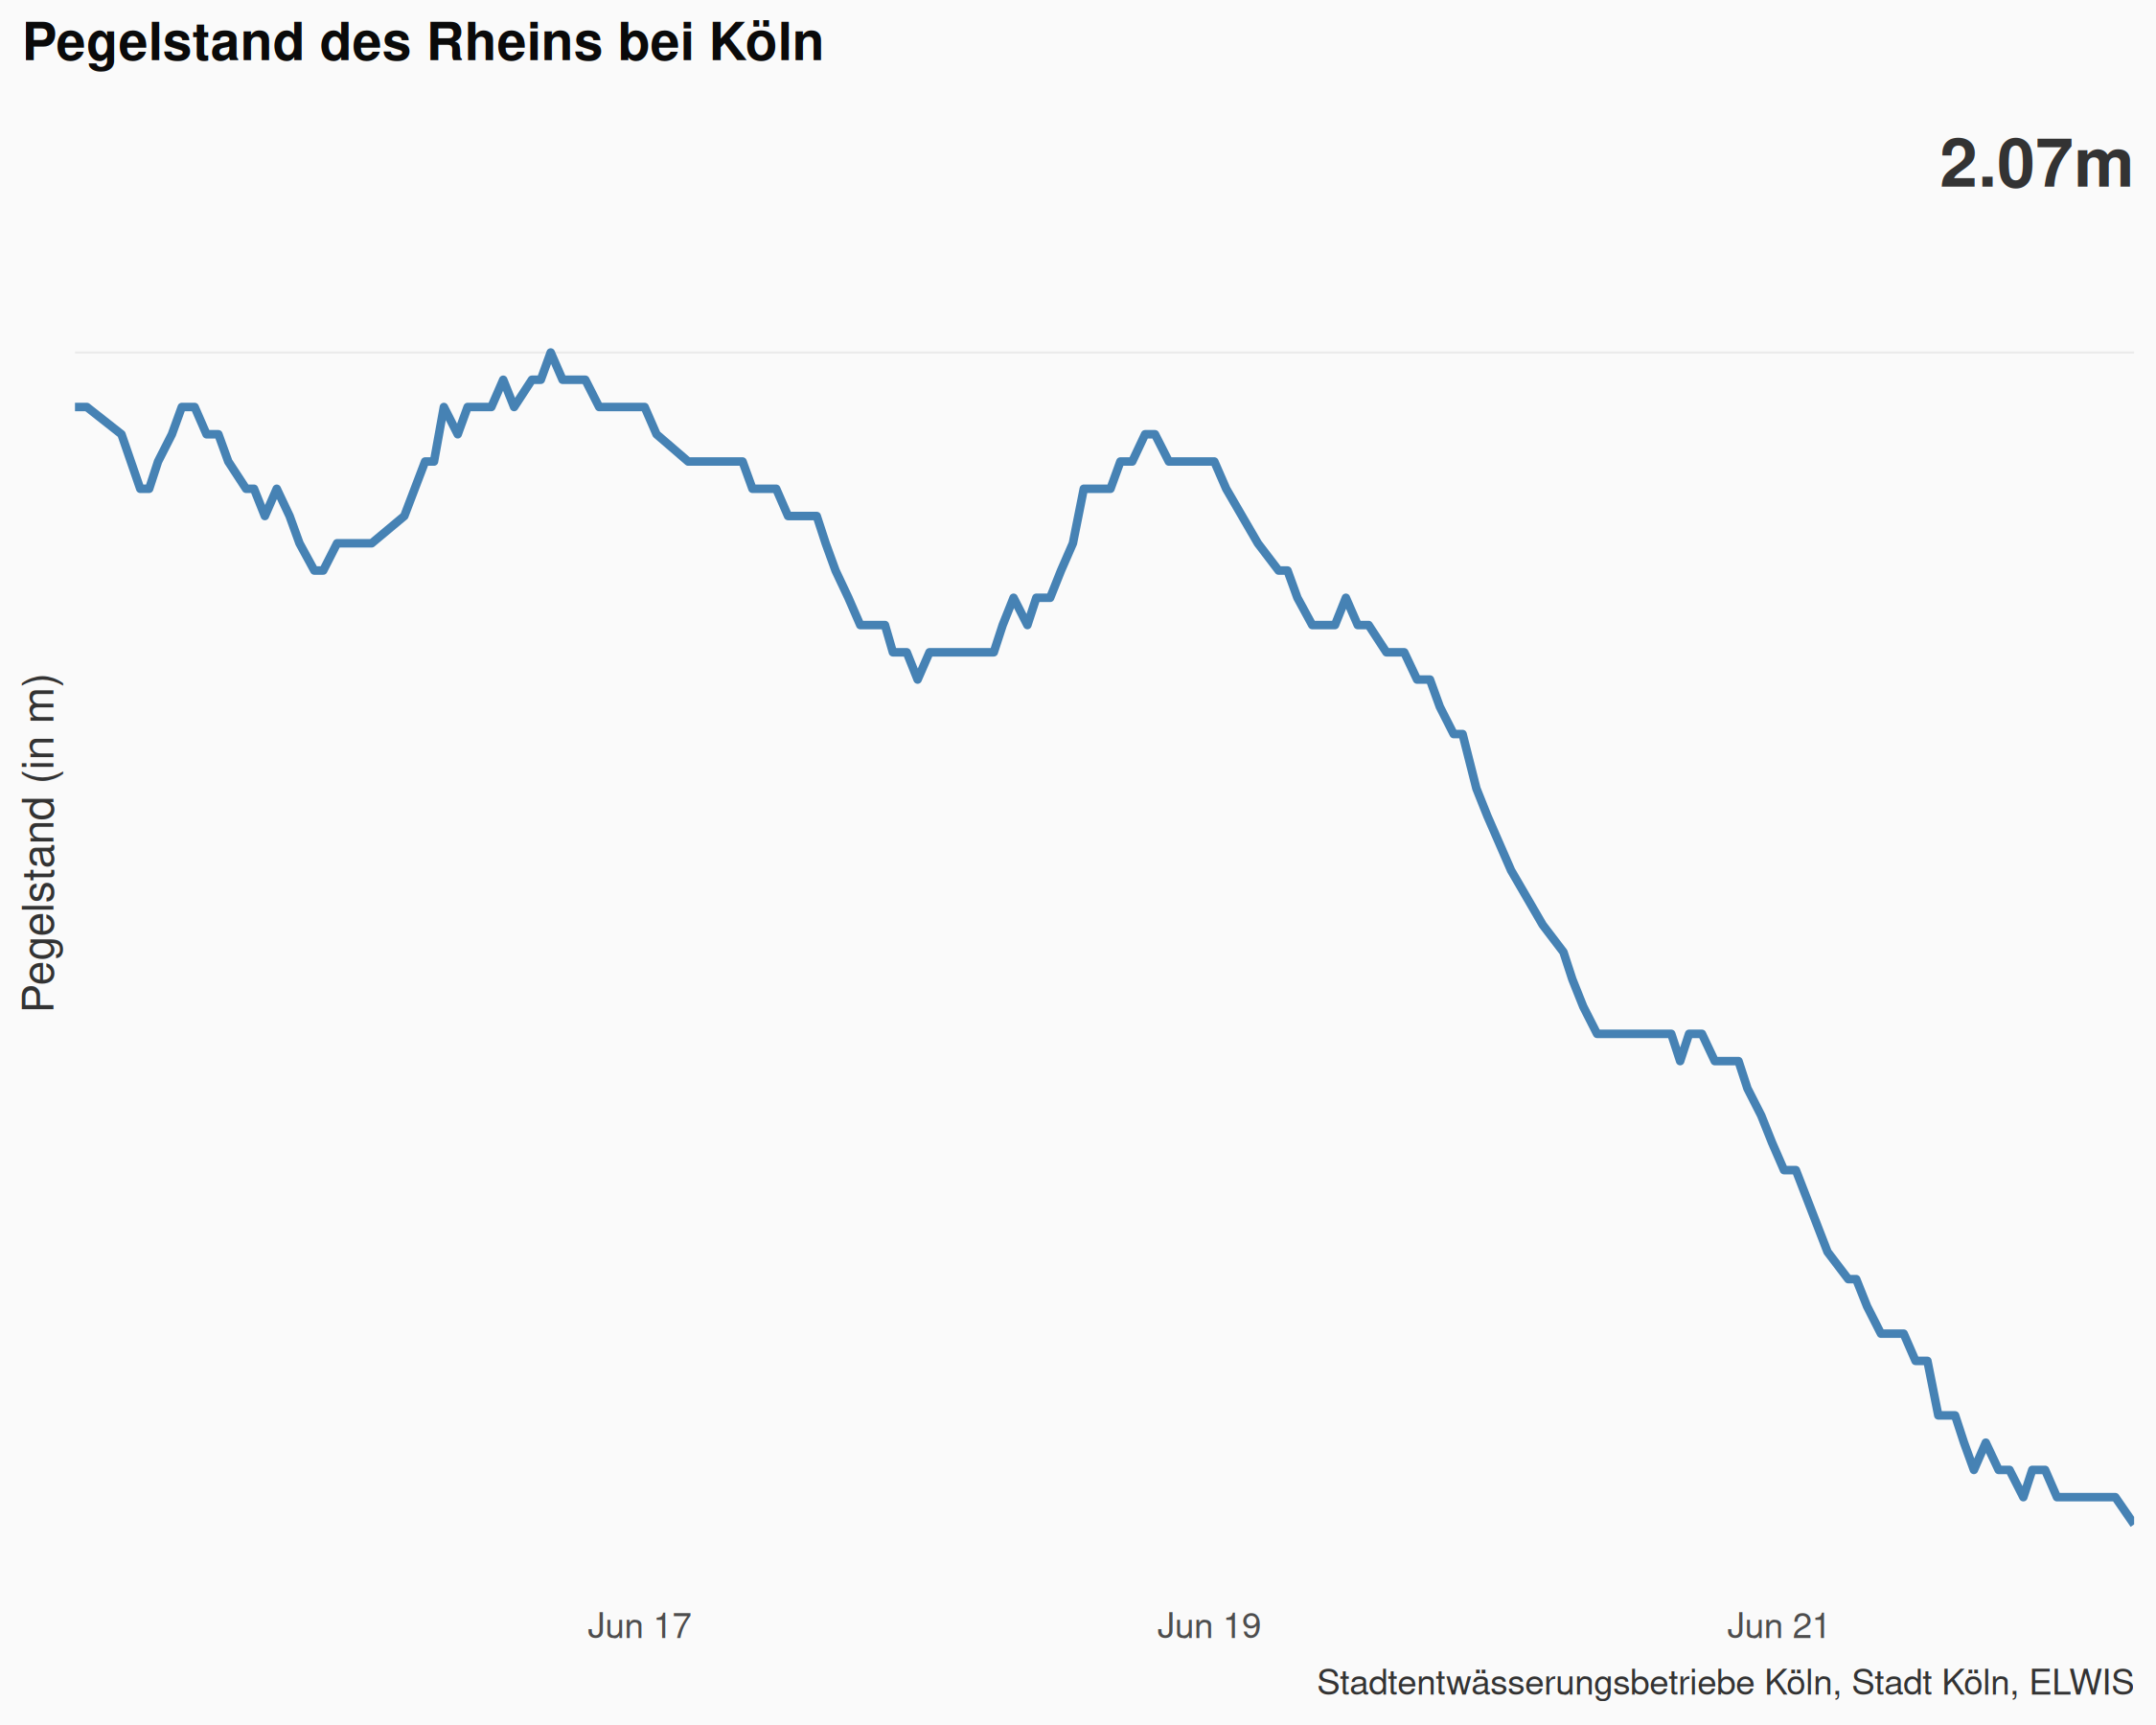 Pegelstand des Rheins bei Köln
2.07m
Pegelstand (in m)
Jun 17
Jun 19
Jun 21
Stadtentwässerungsbetriebe Köln, Stadt Köln, ELWIS